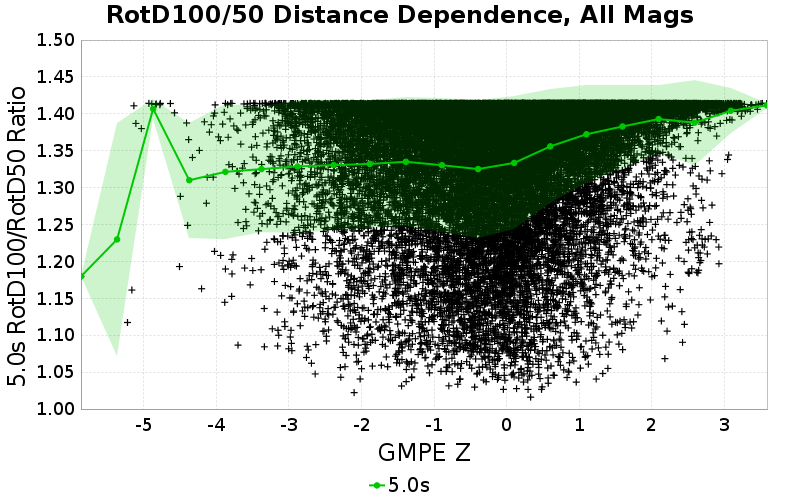 RotD100/50 Distance Dependence, All Mags
5.0s RotD100/RotD50 Ratio
1.50
1.45
1.40
1.35
1.30
1.25
1.20
1.15
1.10
1.05
1.00
-5 -4 -3 -2 -1 0 1 2 3
GMPE Z
5.0s